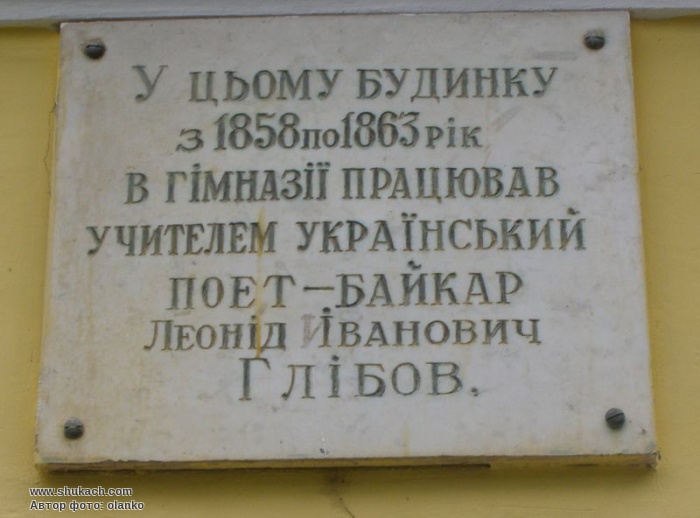 У ЦЬОМУ БУДИНКУ
З 1858 ПО 1863 РІК
В ГІМНАЗІЇ ПРАЦЮВАВ
УЧИТЕЛЕМ УКРАЇНСЬКИЙ
ПОЕТ – БАЙКАР
ЛЕОНІД ІВАНОВИЧ
ГЛІБОВ.
www.shukach.com
Автор фото: olanko